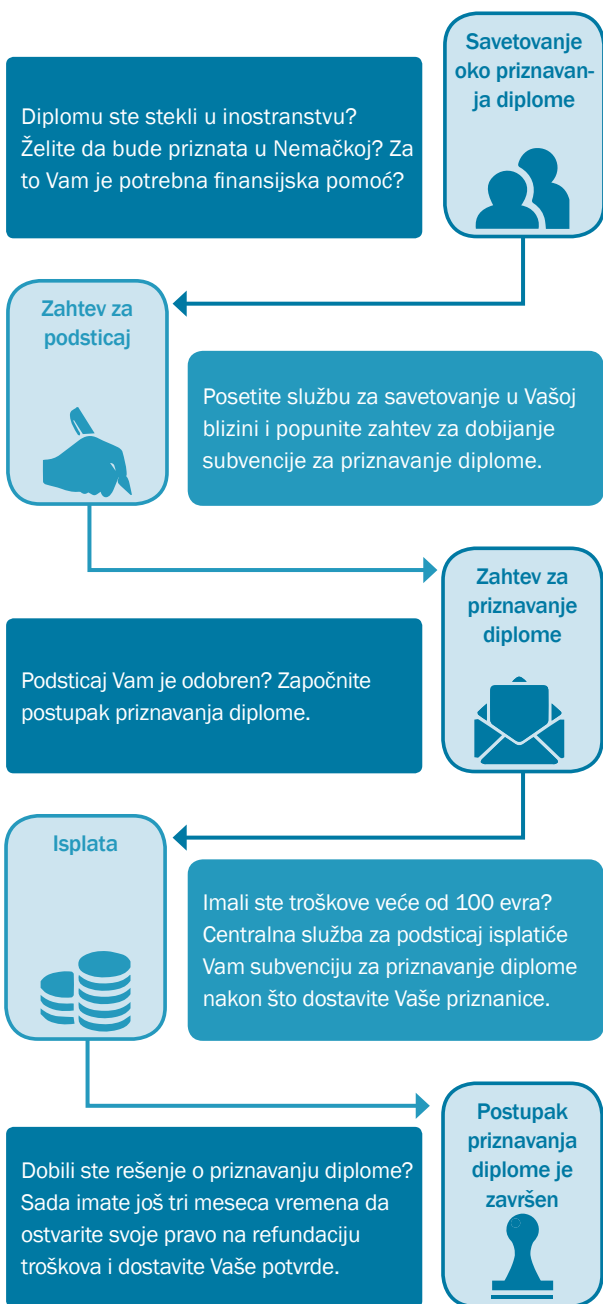 Savetovanje
oko priznavan-
ja diplome
Diplomu ste stekli u inostranstvu?
Želite da bude priznata u Nemačkoj? Za
to Vam je potrebna finansijska pomoć?
Zahtev za
podsticaj
Posetite službu za savetovanje u Vašoj
blizini i popunite zahtev za dobijanje
subvencije za priznavanje diplome.
Zahtev za
priznavanje
diplome
Podsticaj Vam je odobren? Započnite
postupak priznavanja diplome.
Isplata
Imali ste troškove veće od 100 evra?
Centralna služba za podsticaj isplatiće
Vam subvenciju za priznavanje diplome
nakon što dostavite Vaše priznanice.
Postupak
priznavanja
diplome je
završen
Dobili ste rešenje o priznavanju diplome?
Sada imate još tri meseca vremena da
ostvarite svoje pravo na refundaciju
troškova i dostavite Vaše potvrde.